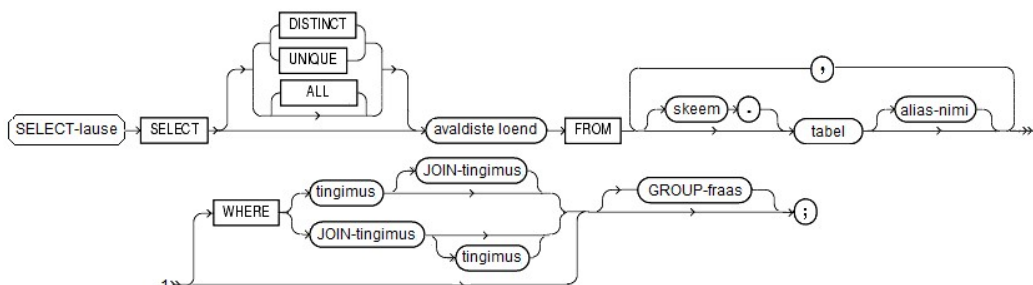 DISTINCT
UNIQUE
ALL
SELECT-lause SELECT avaldiste loend FROM skeem . tabel alias-nimi ,
WHERE tingimus JOIN-tingimus GROUP-fraas ;
JOIN-tingimus tingimus
1